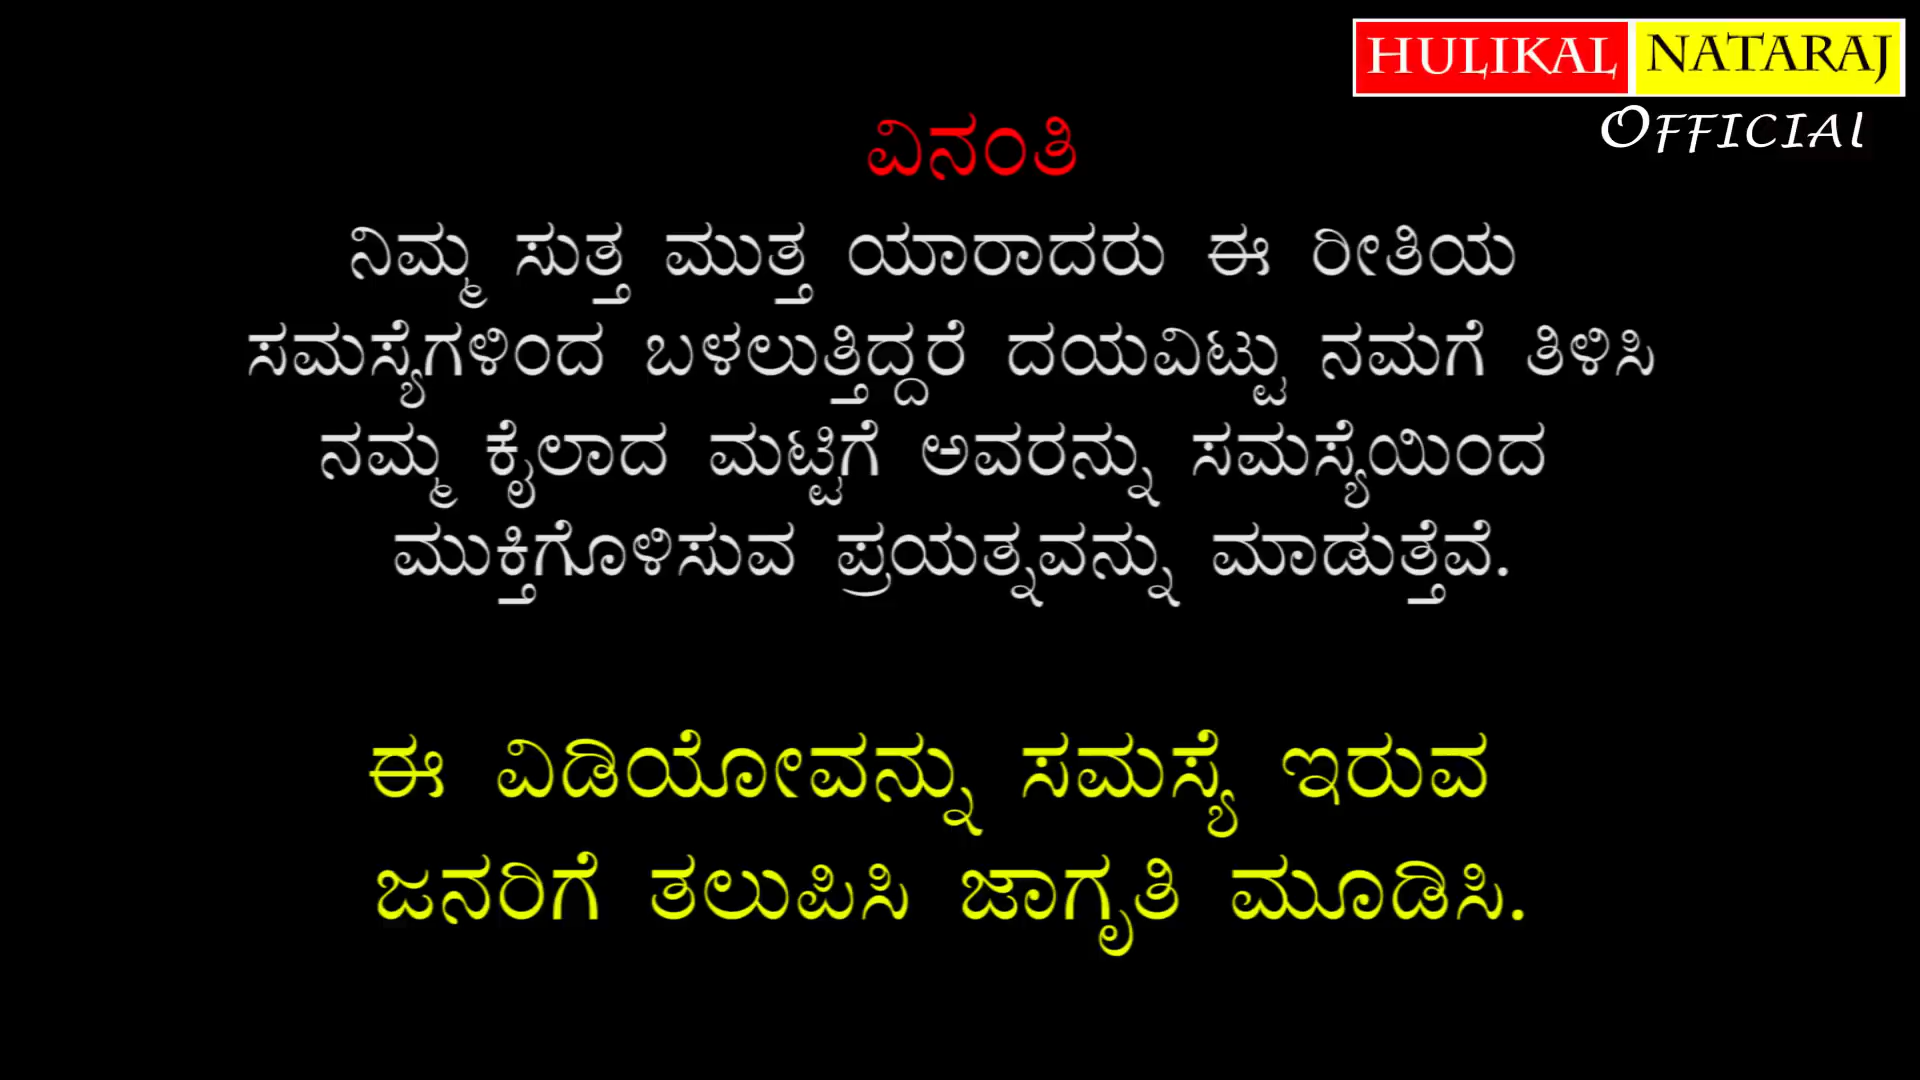 HULIKAL NATARAJ
OFFICIAL
ವಿನಂತಿ
ನಿಮ್ಮ ಸುತ್ತ ಮುತ್ತ ಯಾರಾದರು ಈ ರೀತಿಯ
ಸಮಸ್ಯೆಗಳಿಂದ ಬಳಲುತ್ತಿದ್ದರೆ ದಯವಿಟ್ಟು ನಮಗೆ ತಿಳಿಸಿ
ನಮ್ಮ ಕೈಲಾದ ಮಟ್ಟಿಗೆ ಅವರನ್ನು ಸಮಸ್ಯೆಯಿಂದ
ಮುಕ್ತಿಗೊಳಿಸುವ ಪ್ರಯತ್ನವನ್ನು ಮಾಡುತ್ತೆವೆ.
ಈ ವಿಡಿಯೋವನ್ನು ಸಮಸ್ಯೆ ಇರುವ
ಜನರಿಗೆ ತಲುಪಿಸಿ ಜಾಗೃತಿ ಮೂಡಿಸಿ.